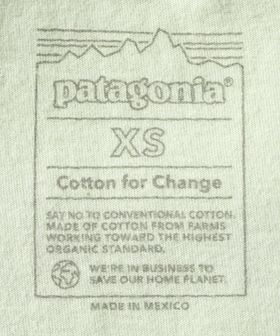 patagonia®
XS
Cotton for Change
SAY NO TO CONVENTIONAL COTTON.
MADE OF COTTON FROM FARMS
WORKING TOWARD THE HIGHEST
ORGANIC STANDARD.
WE'RE IN BUSINESS TO
SAVE OUR HOME PLANET.
MADE IN MEXICO